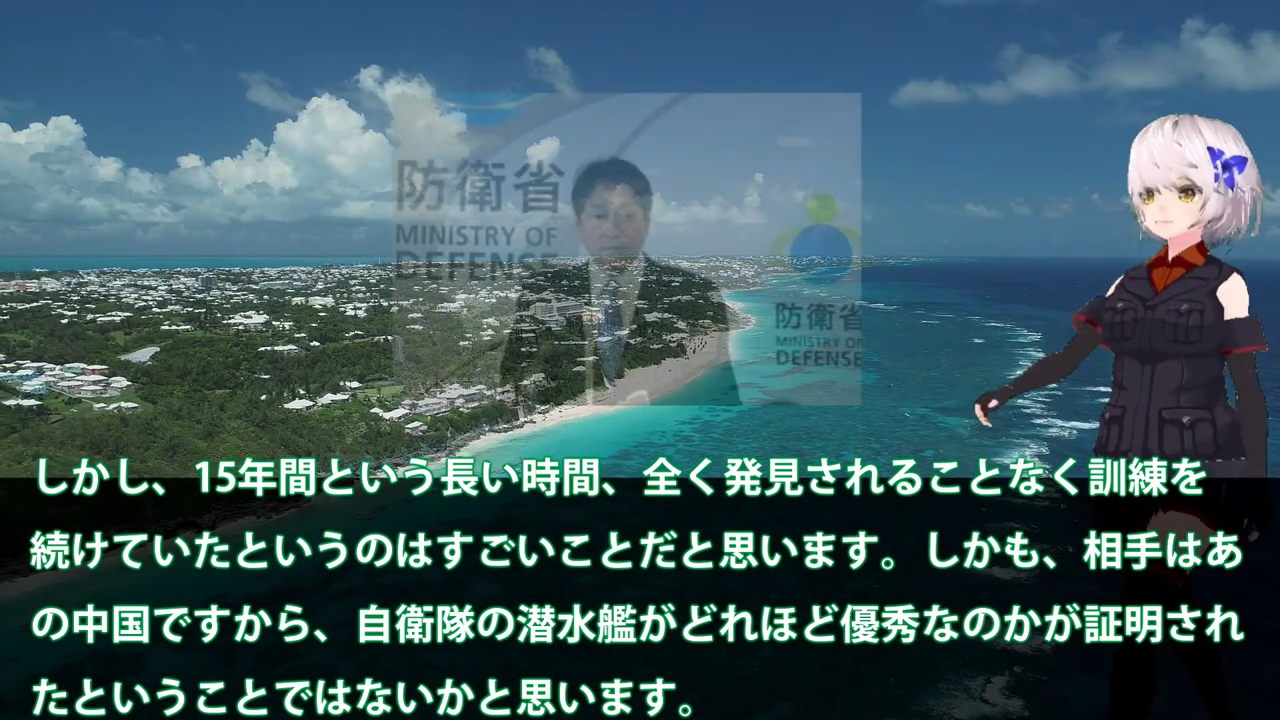 防衛省
MINISTRY OF
DEFENSE
防衛省
MINISTRY OF
DEFENSE
しかし、15年間という長い時間、全く発見されることなく訓練を
続けていたというのはすごいことだと思います。しかも、相手はあ
の中国ですから、自衛隊の潜水艦がどれほど優秀なのかが証明され
たということではないかと思います。